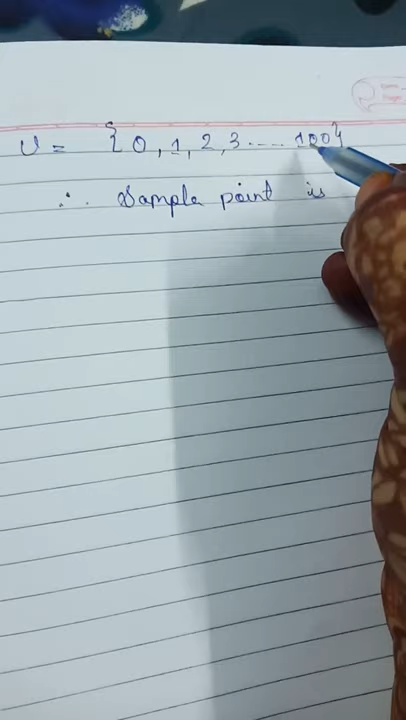 U = { 0, 1, 2, 3 ..... 100}
∴ Sample point is